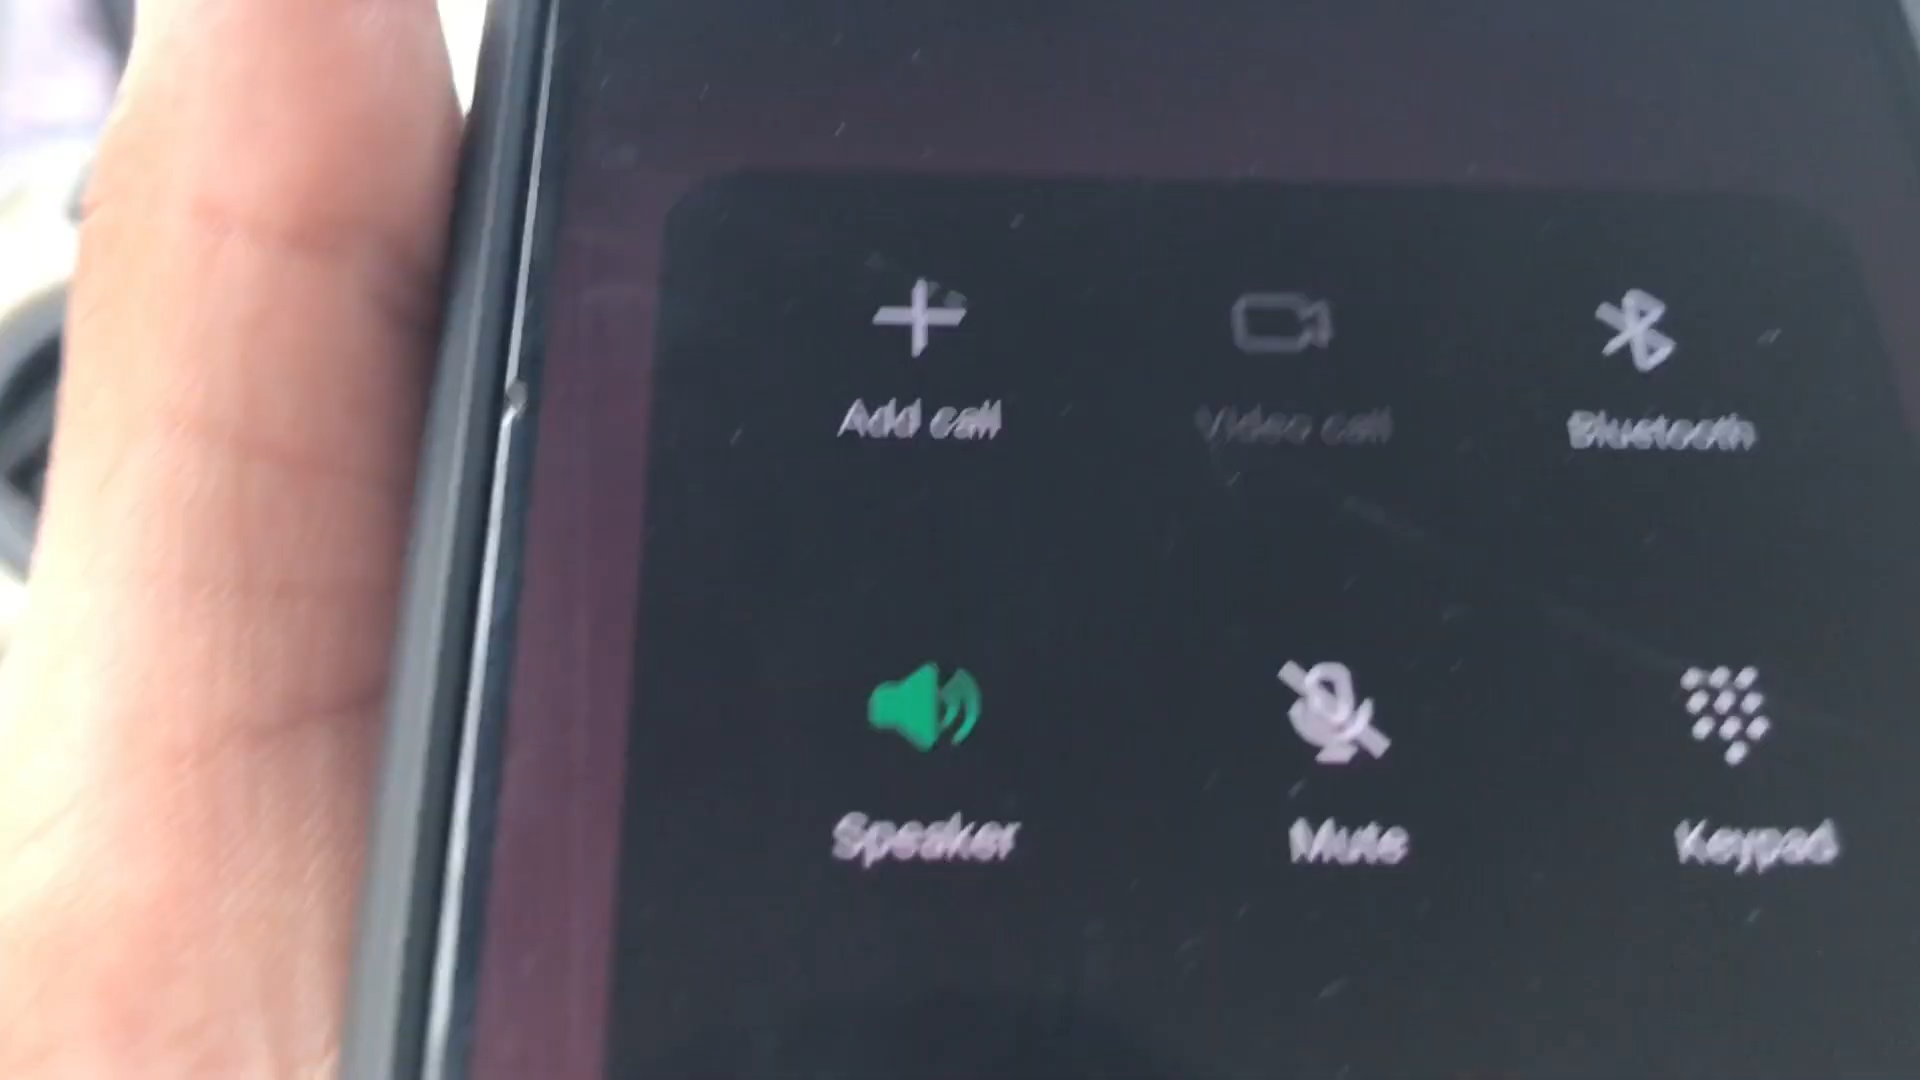 Add call
Video call
Bluetooth
Speaker
Mute
Keypad